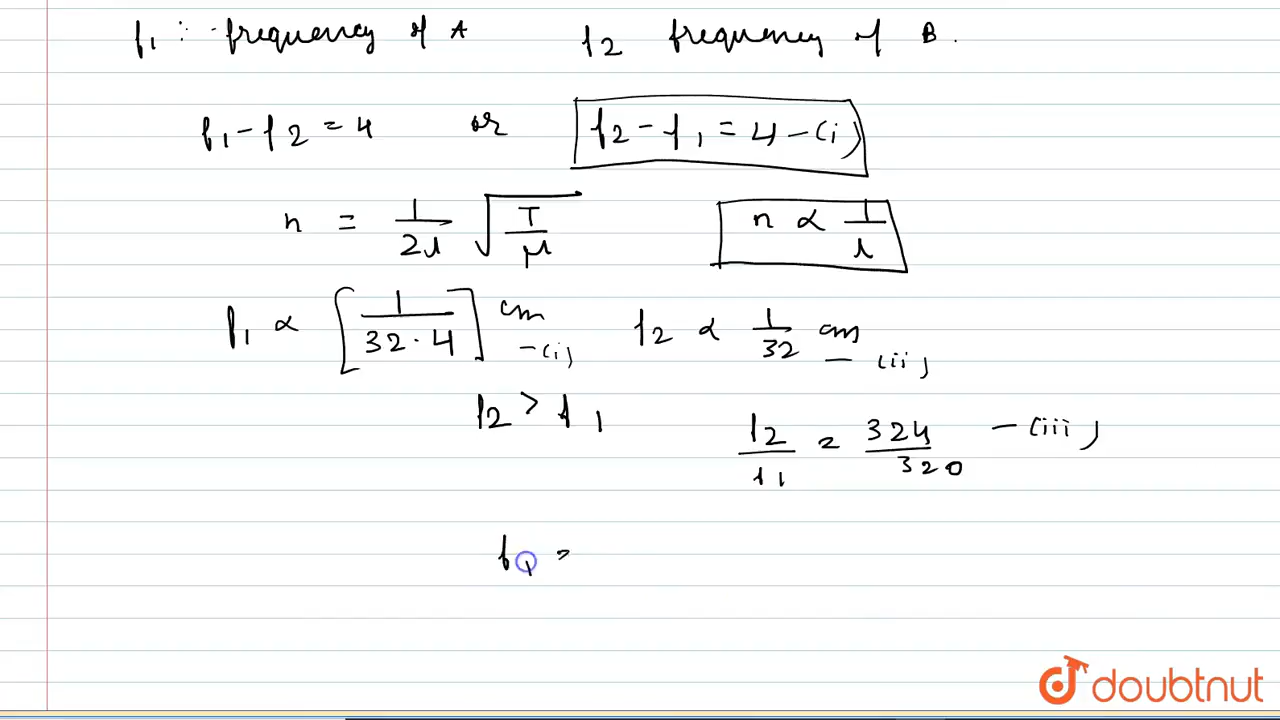 f₁ : frequency of A f₂ frequency of B.
f₁ - f₂ = 4 or f₂ - f₁ = 4 - (i)
n = 1/2l √T/μ n ∝ 1/l
f₁ ∝ [1/32.4] cm - (i) f₂ ∝ 1/32 cm - (ii)
f₂ > f₁
f₂/f₁ = 324/320 - (iii)
f₁ =
doubtnut